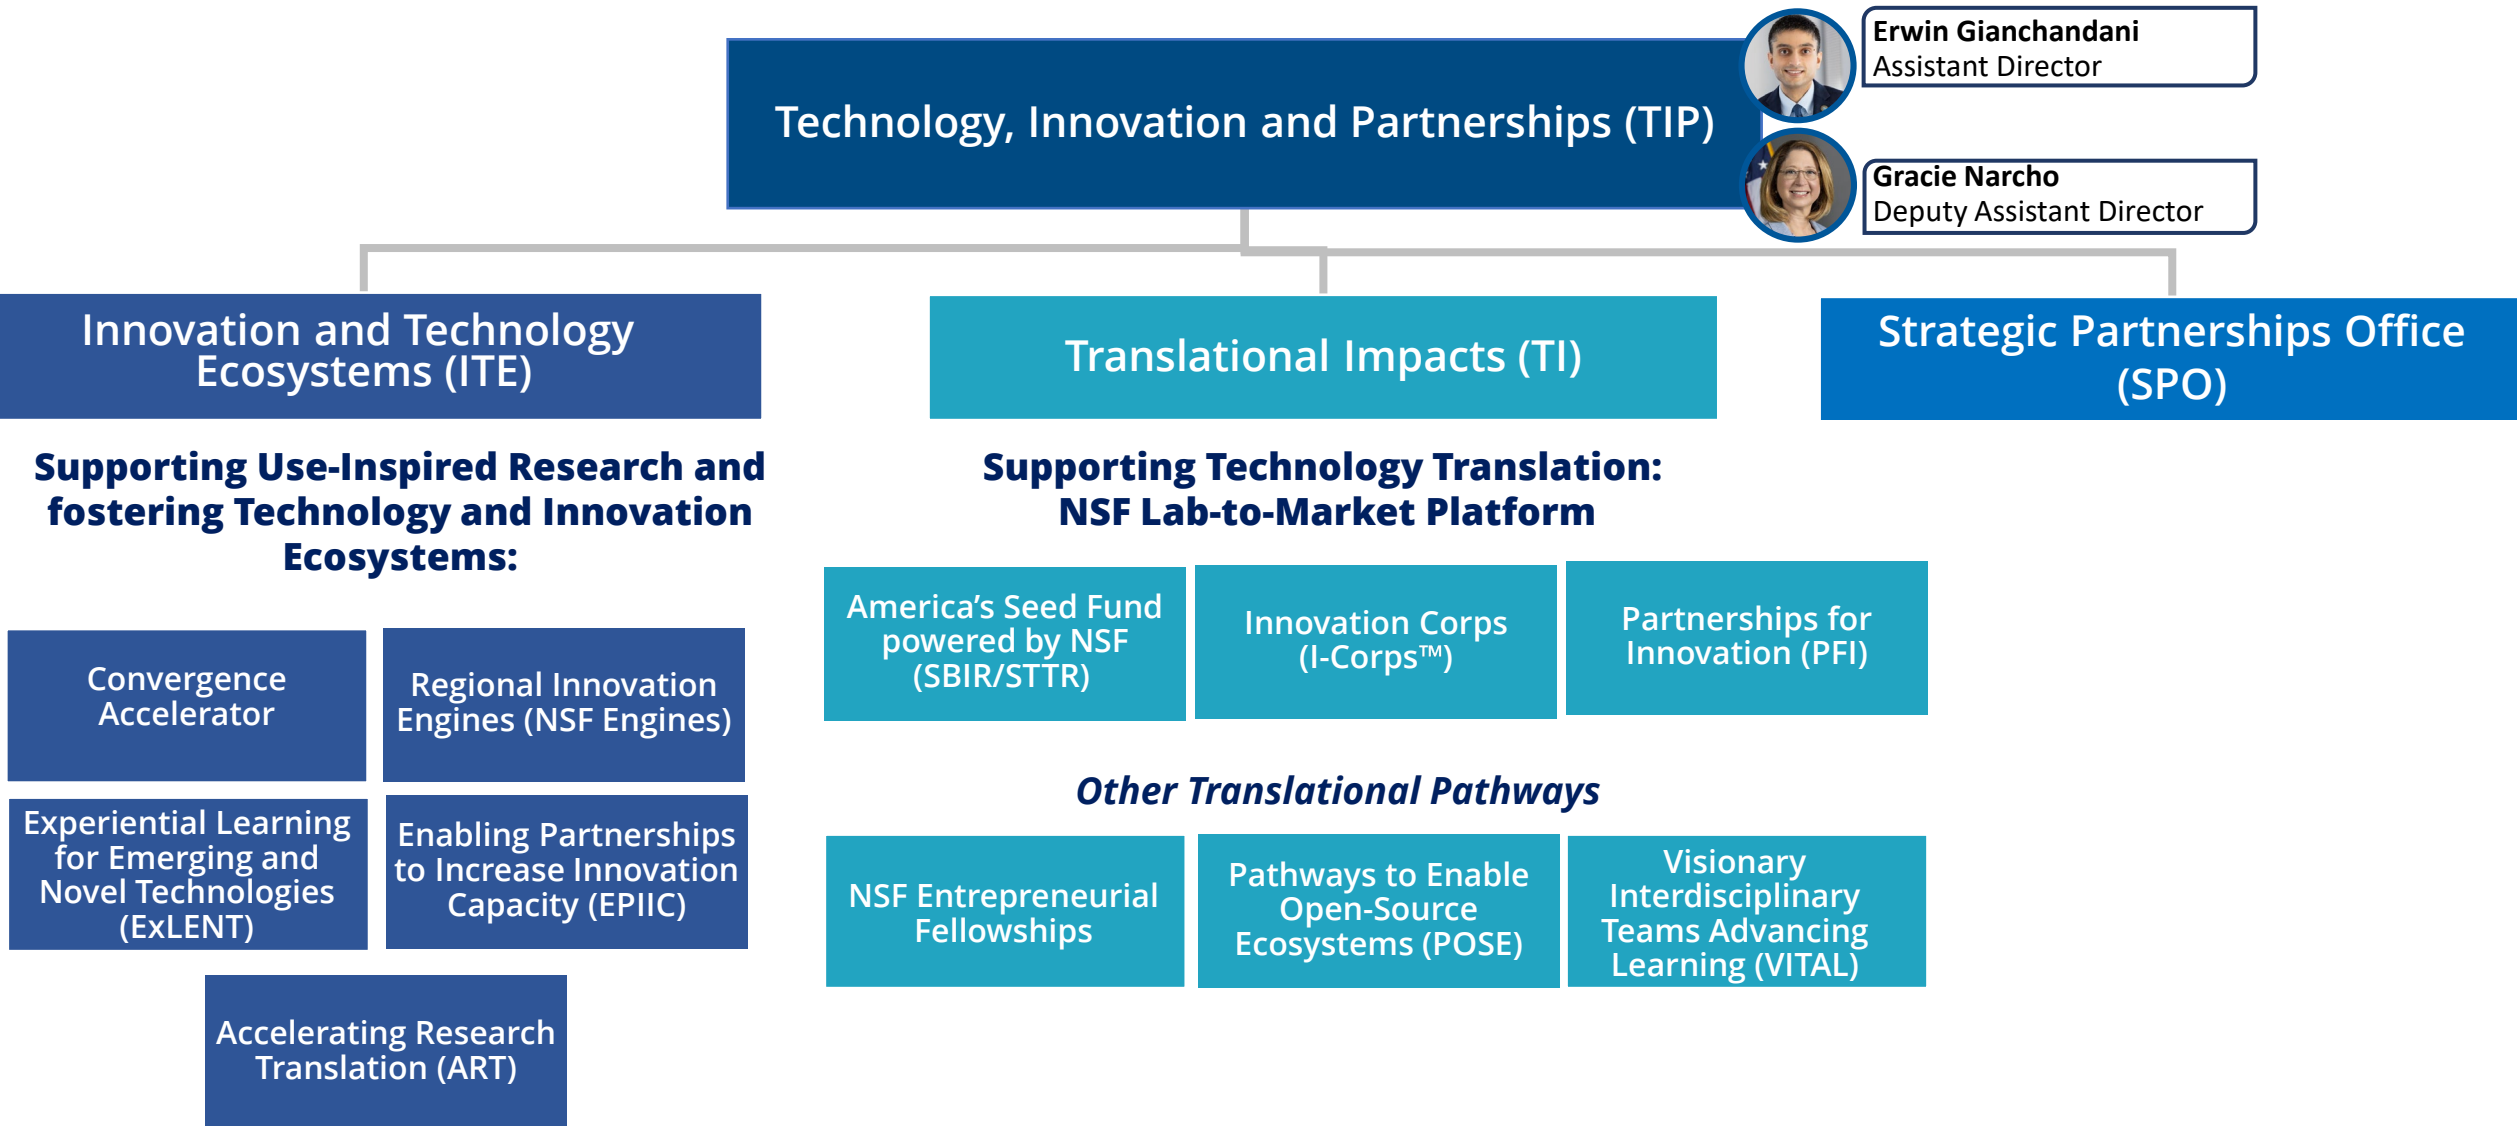 Technology, Innovation and Partnerships (TIP)
Erwin Gianchandani
Assistant Director
Gracie Narcho
Deputy Assistant Director
Innovation and Technology
Ecosystems (ITE)
Translational Impacts (TI)
Strategic Partnerships Office
(SPO)
Supporting Use-Inspired Research and
fostering Technology and Innovation
Ecosystems:
Convergence
Accelerator
Regional Innovation
Engines (NSF Engines)
Experiential Learning
for Emerging and
Novel Technologies
(ExLENT)
Enabling Partnerships
to Increase Innovation
Capacity (EPIIC)
Accelerating Research
Translation (ART)
Supporting Technology Translation:
NSF Lab-to-Market Platform
America’s Seed Fund
powered by NSF
(SBIR/STTR)
Innovation Corps
(I-Corps™)
Partnerships for
Innovation (PFI)
Other Translational Pathways
NSF Entrepreneurial
Fellowships
Pathways to Enable
Open-Source
Ecosystems (POSE)
Visionary
Interdisciplinary
Teams Advancing
Learning (VITAL)